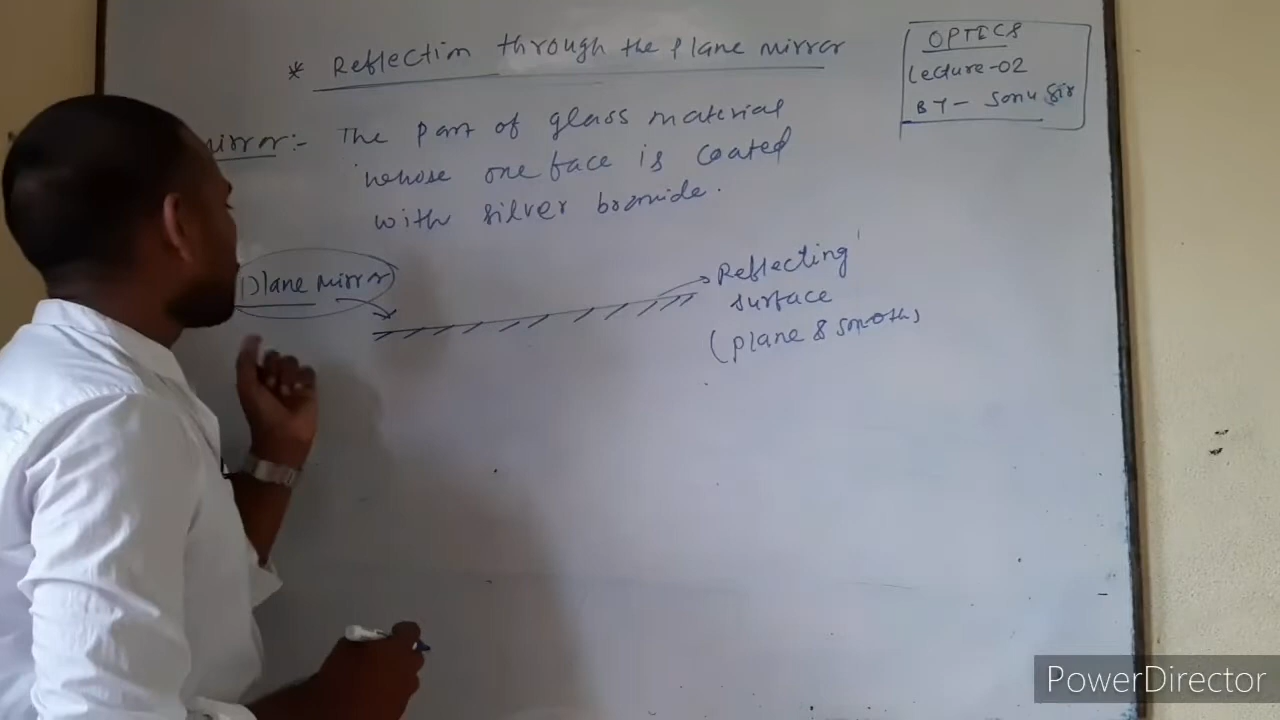 * Reflection through the Plane mirror
OPTICS
Lecture-02
BY - Sonu Sir
mirror:- The part of glass material
whose one face is coated
with silver bromide.
Plane mirror
Reflecting
surface
(plane & smooth)
PowerDirector